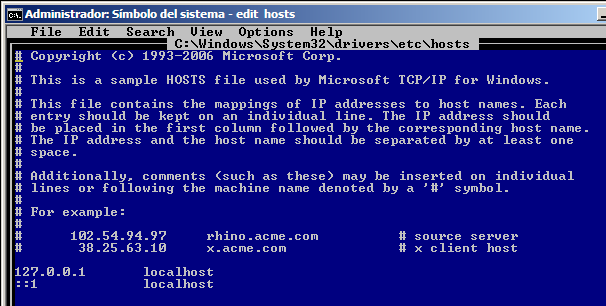 Administrador: Símbolo del sistema - edit hosts
File Edit Search View Options Help
C:\Windows\System32\drivers\etc\hosts
# Copyright (c) 1993-2006 Microsoft Corp.
#
# This is a sample HOSTS file used by Microsoft TCP/IP for Windows.
#
# This file contains the mappings of IP addresses to host names. Each
# entry should be kept on an individual line. The IP address should
# be placed in the first column followed by the corresponding host name.
# The IP address and the host name should be separated by at least one
# space.
#
# Additionally, comments (such as these) may be inserted on individual
# lines or following the machine name denoted by a '#' symbol.
#
# For example:
#
# 102.54.94.97 rhino.acme.com # source server
# 38.25.63.10 x.acme.com # x client host
127.0.0.1 localhost
::1 localhost